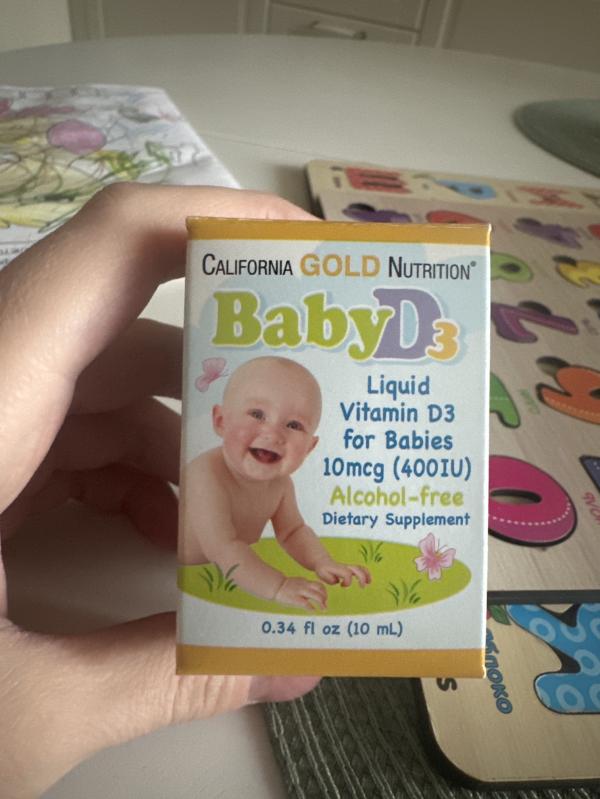 CALIFORNIA GOLD NUTRITION®
BabyD3
Liquid
Vitamin D3
for Babies
10mcg (400IU)
Alcohol-free
Dietary Supplement
0.34 fl oz (10 mL)